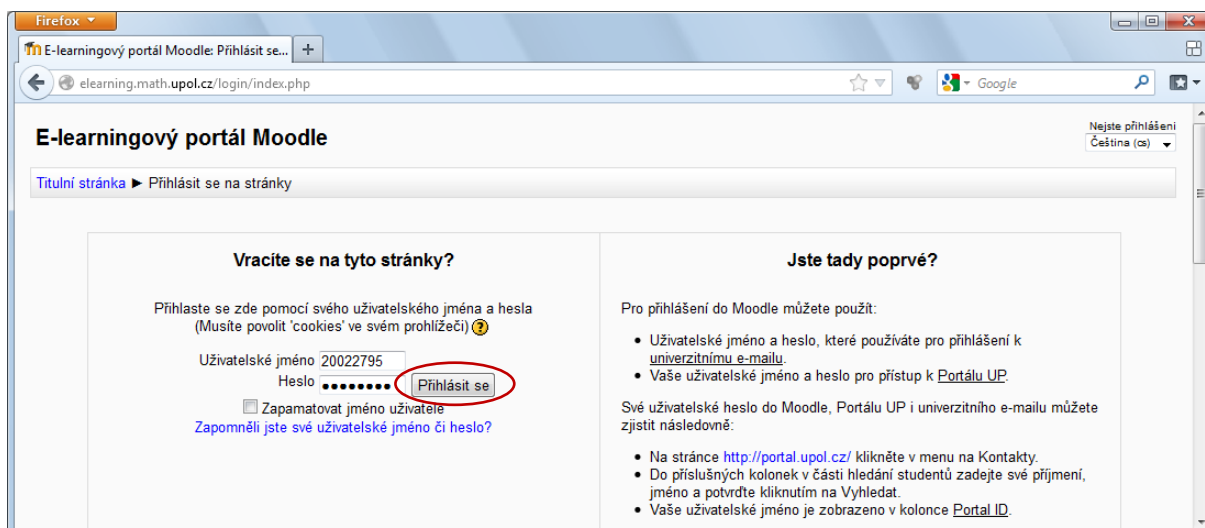 Firefox
E-learningový portál Moodle: Přihlásit se...
elearning.math.upol.cz/login/index.php
Google
E-learningový portál Moodle
Nejste přihlášeni
Čeština (cs)
Titulní stránka ► Přihlásit se na stránky
Vracíte se na tyto stránky?
Přihlaste se zde pomocí svého uživatelského jména a hesla
(Musíte povolit 'cookies' ve svém prohlížeči)
Uživatelské jméno 20022795
Heslo ●●●●●●●● Přihlásit se
Zapamatovat jméno uživatele
Zapomněli jste své uživatelské jméno či heslo?
Jste tady poprvé?
Pro přihlášení do Moodle můžete použít:
• Uživatelské jméno a heslo, které používáte pro přihlášení k
univerzitnímu e-mailu.
• Vaše uživatelské jméno a heslo pro přístup k Portálu UP.
Své uživatelské heslo do Moodle, Portálu UP i univerzitního e-mailu můžete
zjistit následovně:
• Na stránce http://portal.upol.cz/ klikněte v menu na Kontakty.
• Do příslušných kolonek v části hledání studentů zadejte své příjmení,
jméno a potvrďte kliknutím na Vyhledat.
• Vaše uživatelské jméno je zobrazeno v kolonce Portal ID.